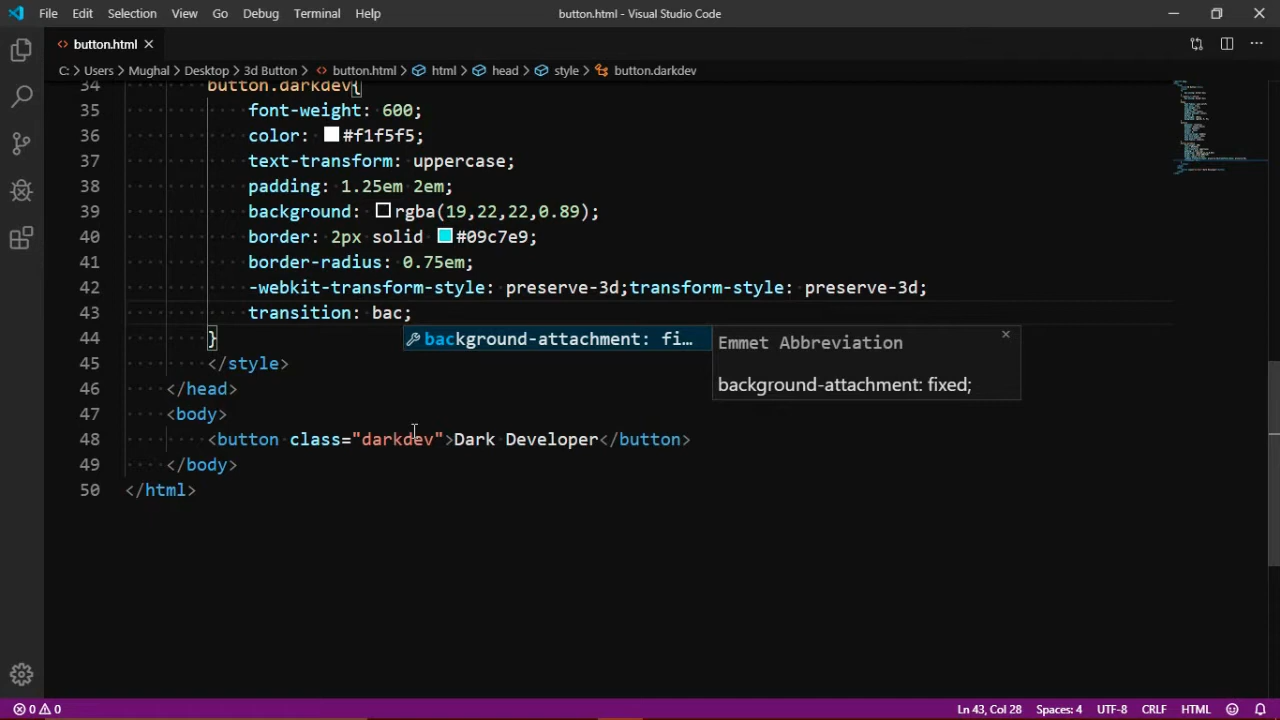 File Edit Selection View Go Debug Terminal Help button.html - Visual Studio Code
button.html
C: > Users > Mughal > Desktop > 3d Button > button.html > html > head > style > button.darkdev
34 button.darkdev{
35 font-weight: 600;
36 color: #f1f5f5;
37 text-transform: uppercase;
38 padding: 1.25em 2em;
39 background: rgba(19,22,22,0.89);
40 border: 2px solid #09c7e9;
41 border-radius: 0.75em;
42 -webkit-transform-style: preserve-3d;transform-style: preserve-3d;
43 transition: bac;
44 }
background-attachment: fi...
Emmet Abbreviation
background-attachment: fixed;
45 </style>
46 </head>
47 <body>
48 <button class="darkdev">Dark Developer</button>
49 </body>
50 </html>
0 0 Ln 43, Col 28 Spaces: 4 UTF-8 CRLF HTML